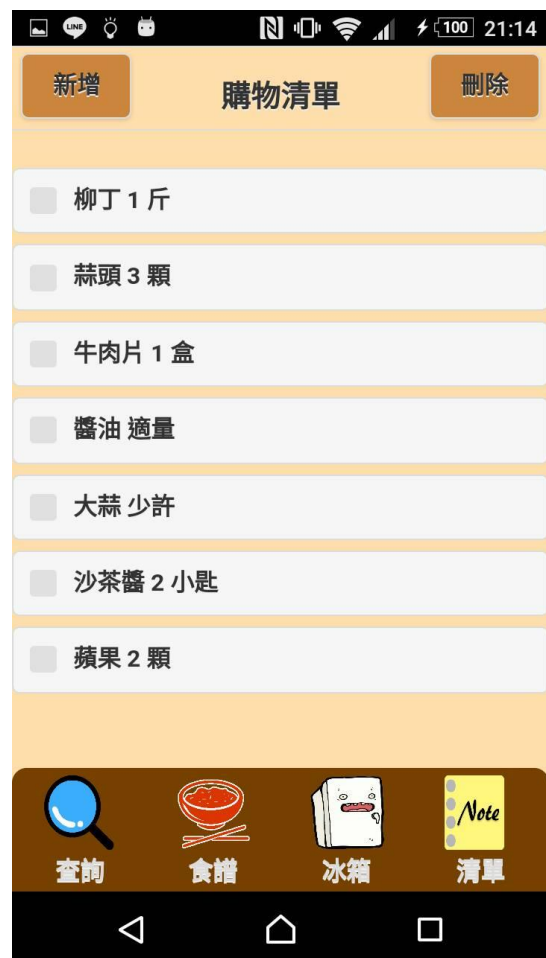 LINE 100 21:14
新增 購物清單 刪除
柳丁 1 斤
蒜頭 3 顆
牛肉片 1 盒
醬油 適量
大蒜 少許
沙茶醬 2 小匙
蘋果 2 顆
Note
查詢 食譜 冰箱 清單